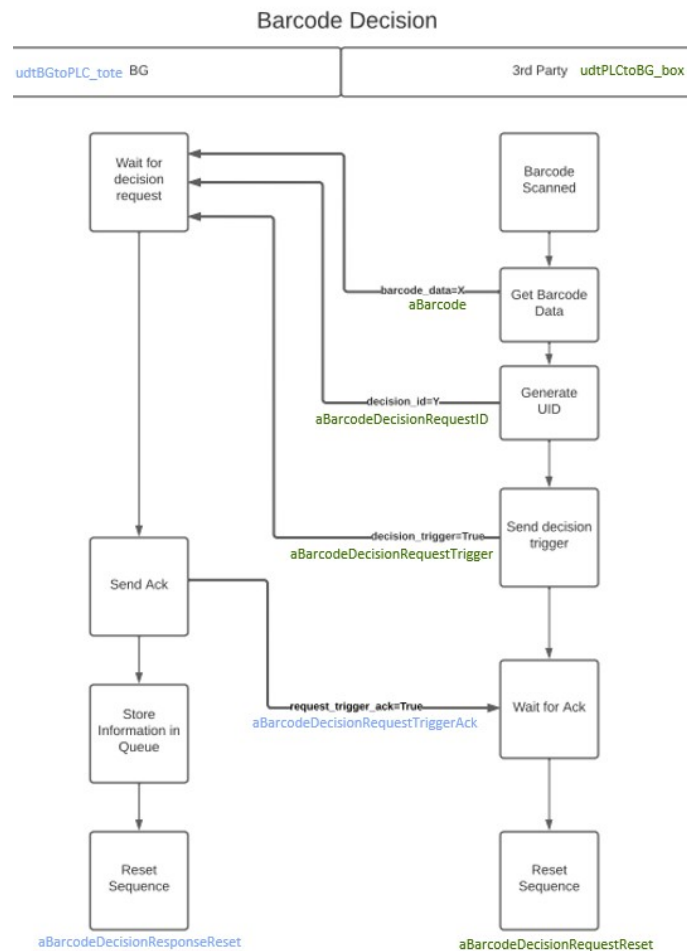 Barcode Decision
udtBGtoPLC_tote BG
3rd Party udtPLCtoBG_box
Wait for
decision
request
Barcode
Scanned
barcode_data=X
aBarcode
Get Barcode
Data
decision_id=Y
aBarcodeDecisionRequestID
Generate
UID
decision_trigger=True
aBarcodeDecisionRequestTrigger
Send decision
trigger
Send Ack
request_trigger_ack=True
aBarcodeDecisionRequestTriggerAck
Wait for Ack
Store
Information in
Queue
Reset
Sequence
aBarcodeDecisionResponseReset
Reset
Sequence
aBarcodeDecisionRequestReset